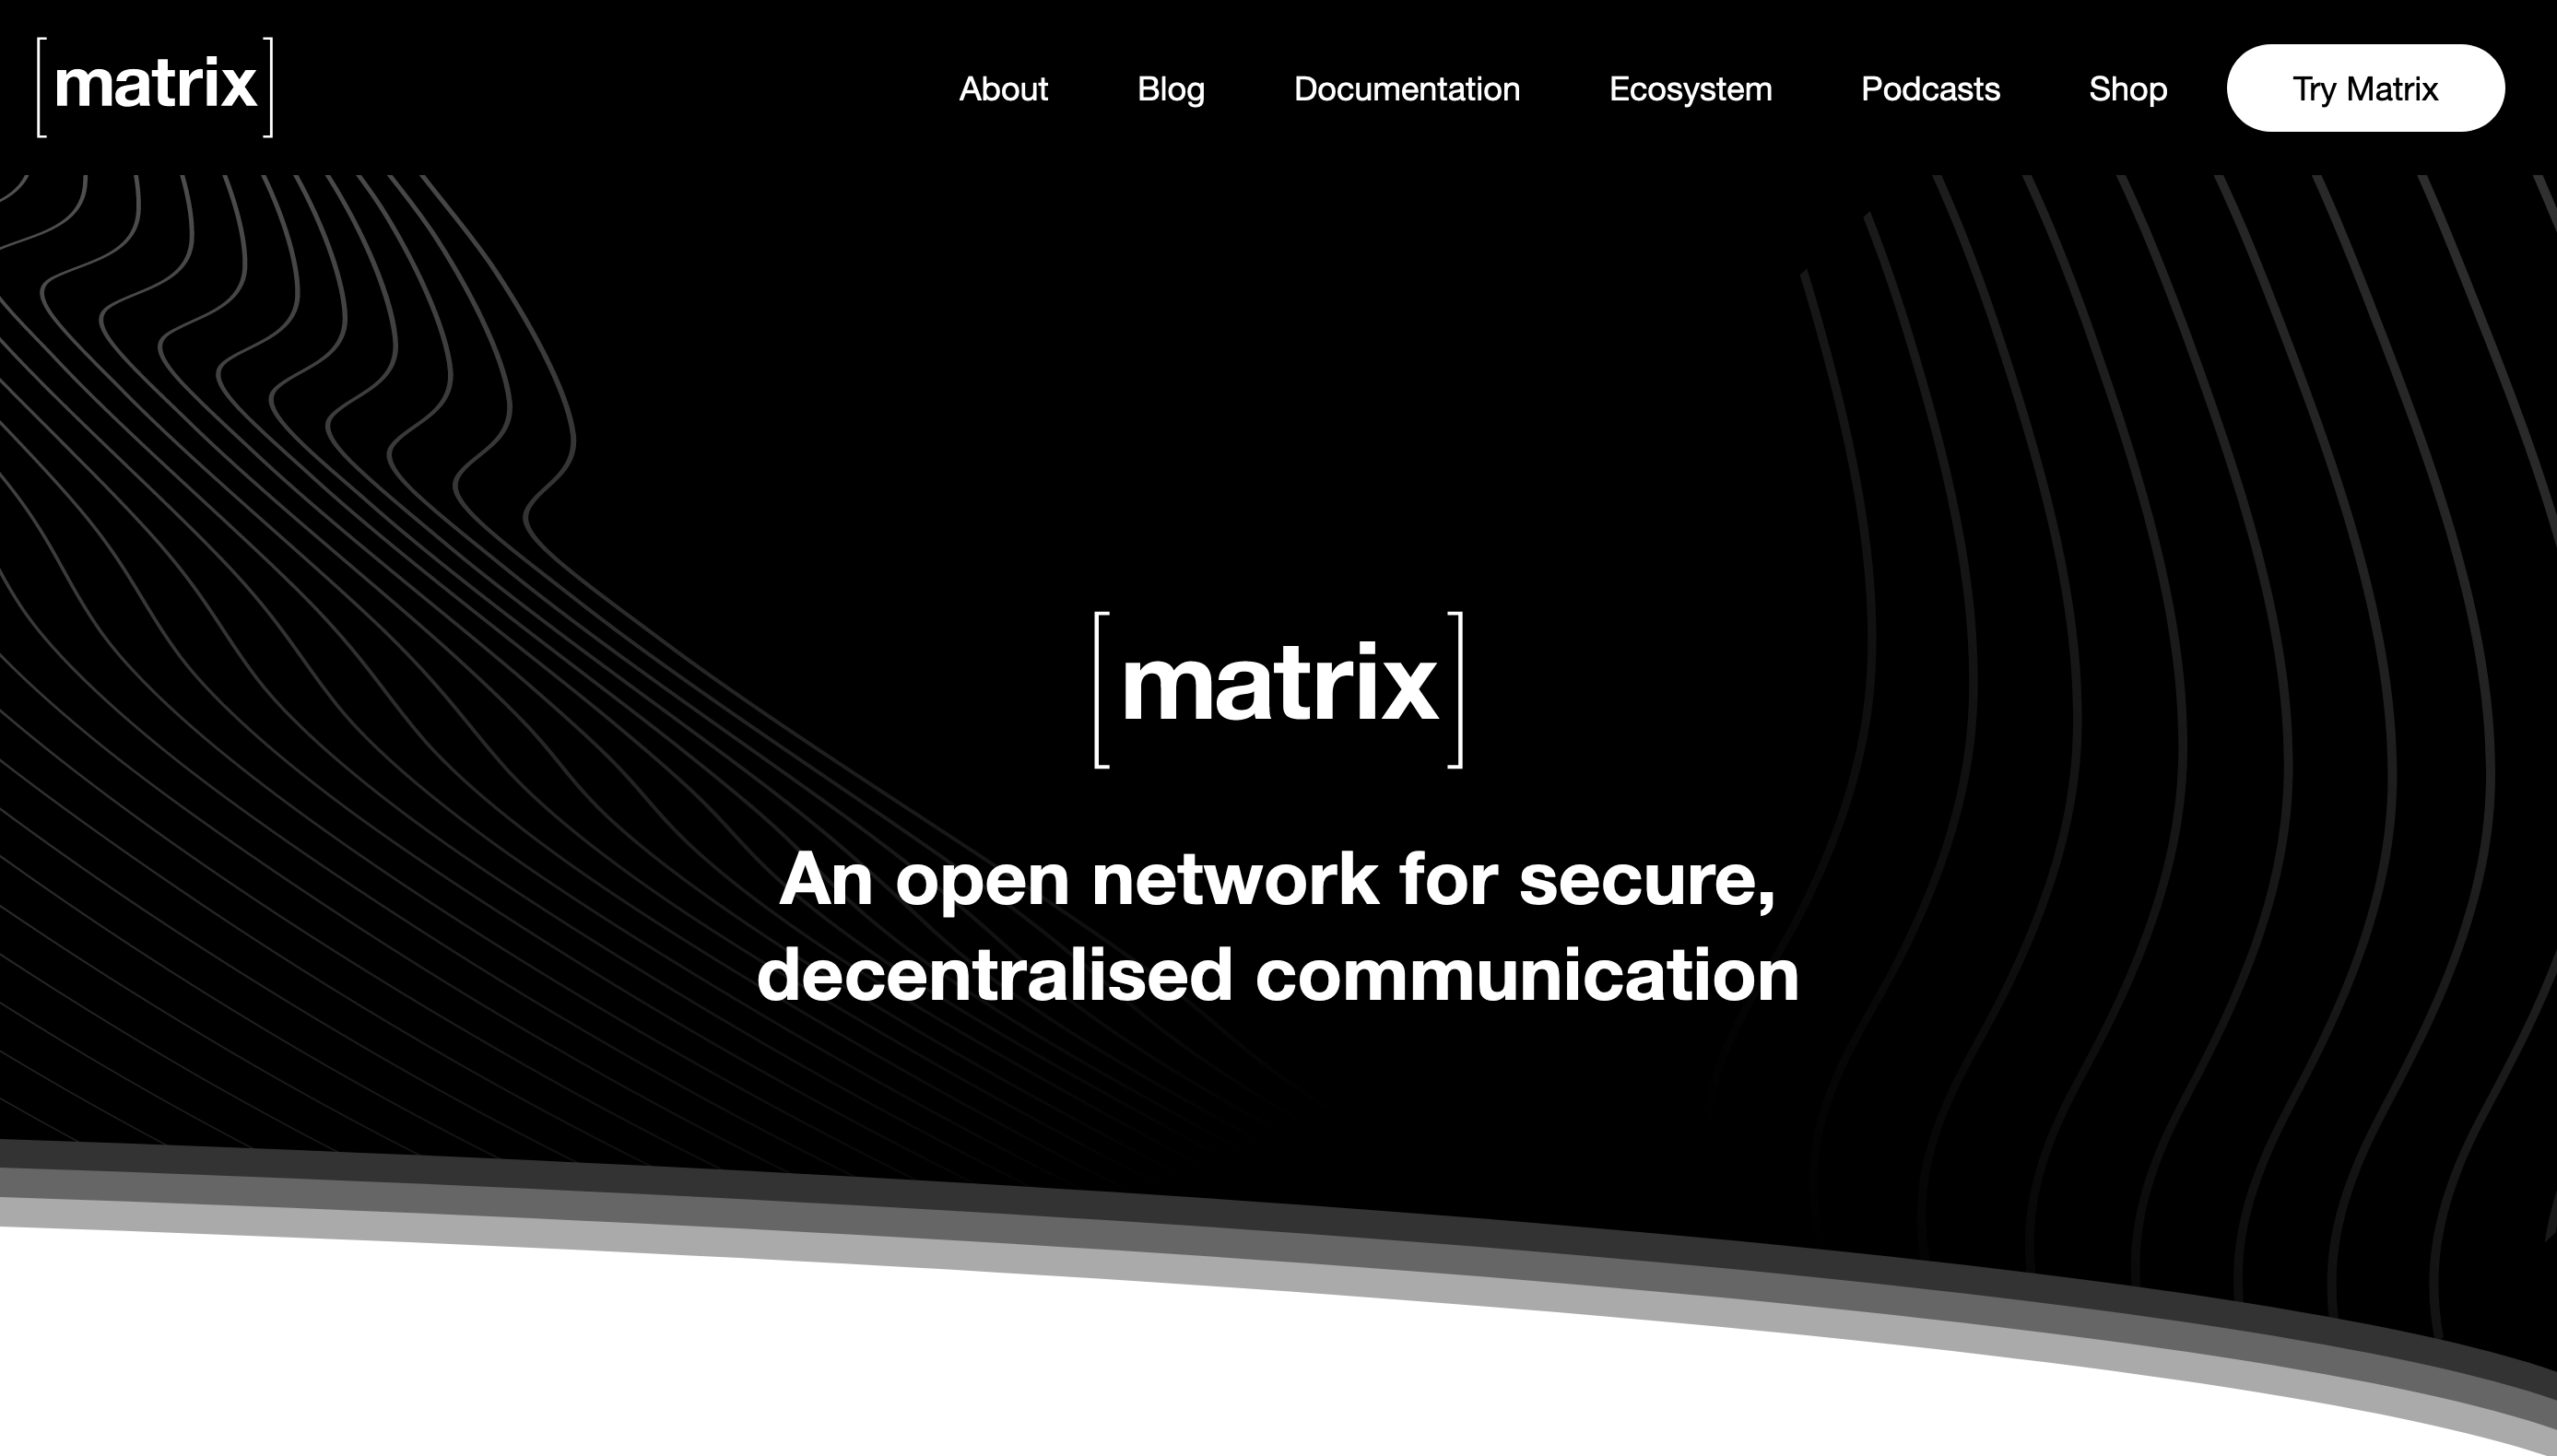 [matrix]
About Blog Documentation Ecosystem Podcasts Shop Try Matrix
[matrix]
An open network for secure,
decentralised communication